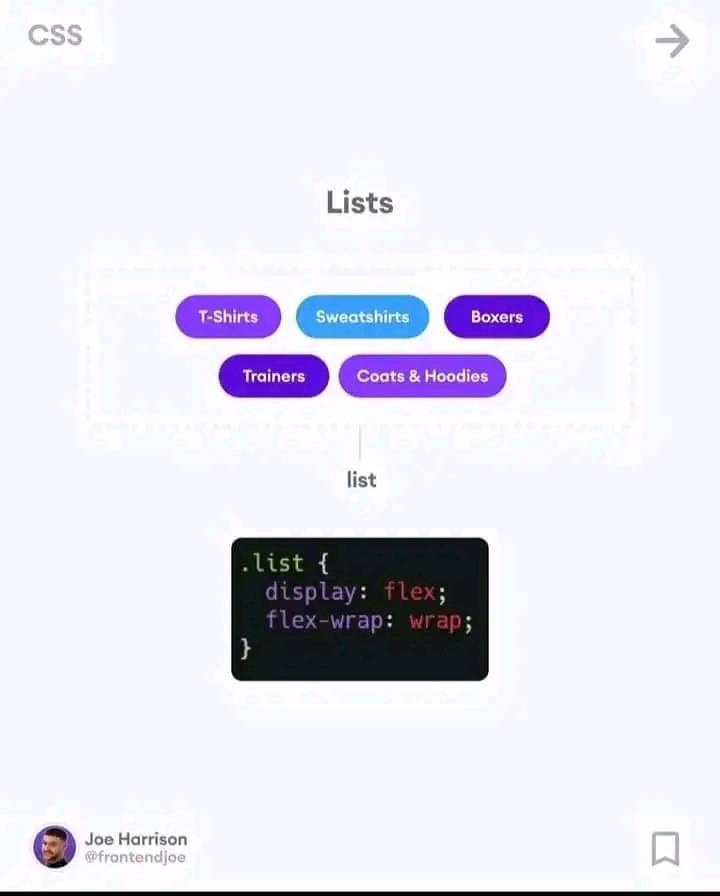 CSS
Lists
T-Shirts
Sweatshirts
Boxers
Trainers
Coats & Hoodies
list
.list {
  display: flex;
  flex-wrap: wrap;
}
Joe Harrison
@frontendjoe